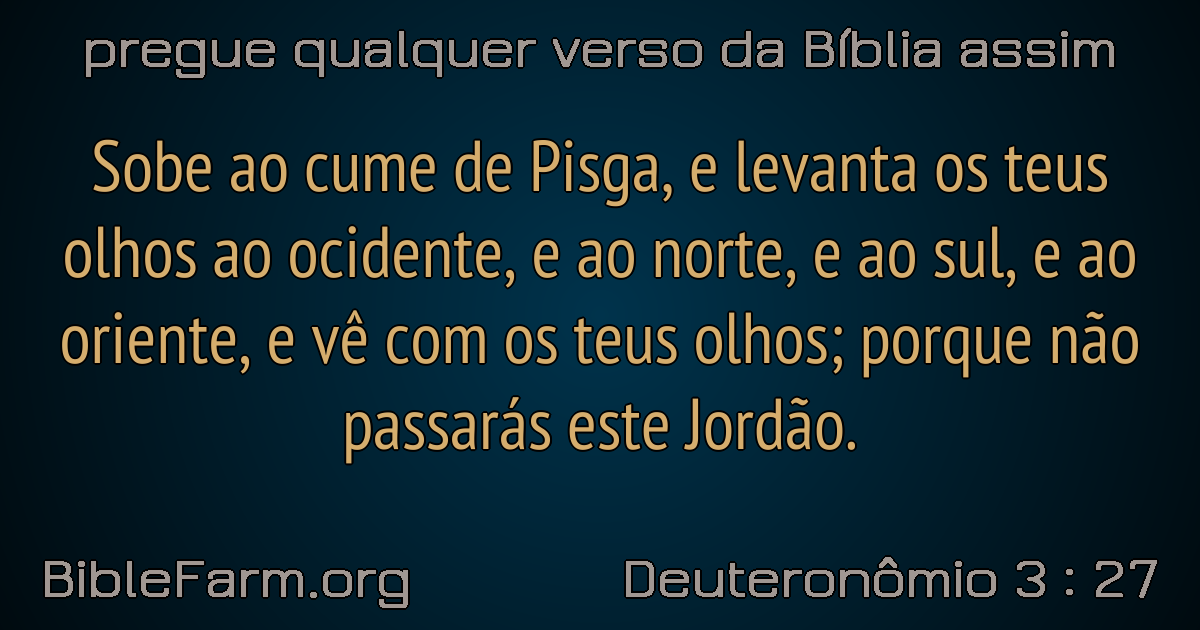 pregue qualquer verso da Bíblia assim
Sobe ao cume de Pisga, e levanta os teus
olhos ao ocidente, e ao norte, e ao sul, e ao
oriente, e vê com os teus olhos; porque não
passarás este Jordão.
BibleFarm.org
Deuteronômio 3 : 27